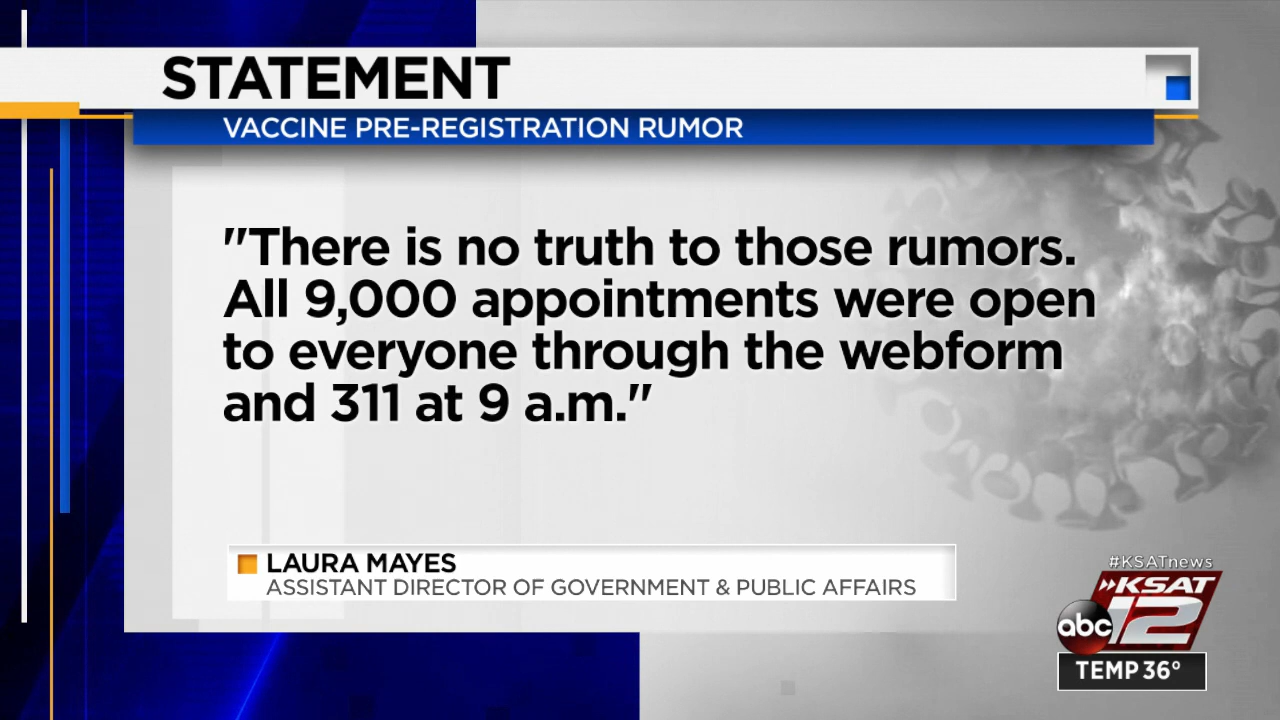 STATEMENT
VACCINE PRE-REGISTRATION RUMOR
"There is no truth to those rumors.
All 9,000 appointments were open
to everyone through the webform
and 311 at 9 a.m."
LAURA MAYES
ASSISTANT DIRECTOR OF GOVERNMENT & PUBLIC AFFAIRS
#KSATnews
KSAT
abc 12
TEMP 36°